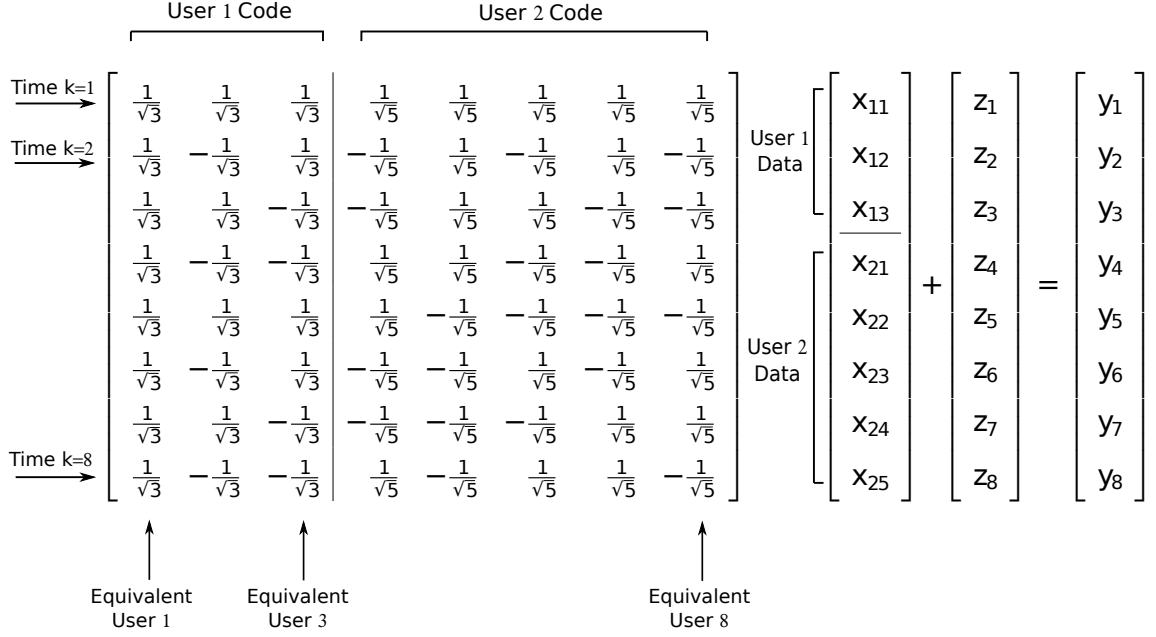 User 1 Code User 2 Code
Time k=1 1/√3 1/√3 1/√3 1/√5 1/√5 1/√5 1/√5 1/√5 x11 z1 y1
Time k=2 1/√3 −1/√3 1/√3 −1/√5 1/√5 −1/√5 1/√5 −1/√5 User 1 Data x12 z2 y2
1/√3 1/√3 −1/√3 −1/√5 1/√5 1/√5 −1/√5 −1/√5 x13 z3 y3
1/√3 −1/√3 −1/√3 1/√5 1/√5 −1/√5 −1/√5 1/√5 x21 + z4 = y4
1/√3 1/√3 1/√3 1/√5 −1/√5 −1/√5 −1/√5 −1/√5 x22 z5 y5
1/√3 −1/√3 1/√3 −1/√5 −1/√5 1/√5 −1/√5 1/√5 User 2 Data x23 z6 y6
1/√3 1/√3 −1/√3 −1/√5 −1/√5 −1/√5 1/√5 1/√5 x24 z7 y7
Time k=8 1/√3 −1/√3 −1/√3 1/√5 −1/√5 1/√5 1/√5 −1/√5 x25 z8 y8
Equivalent Equivalent Equivalent
User 1 User 3 User 8